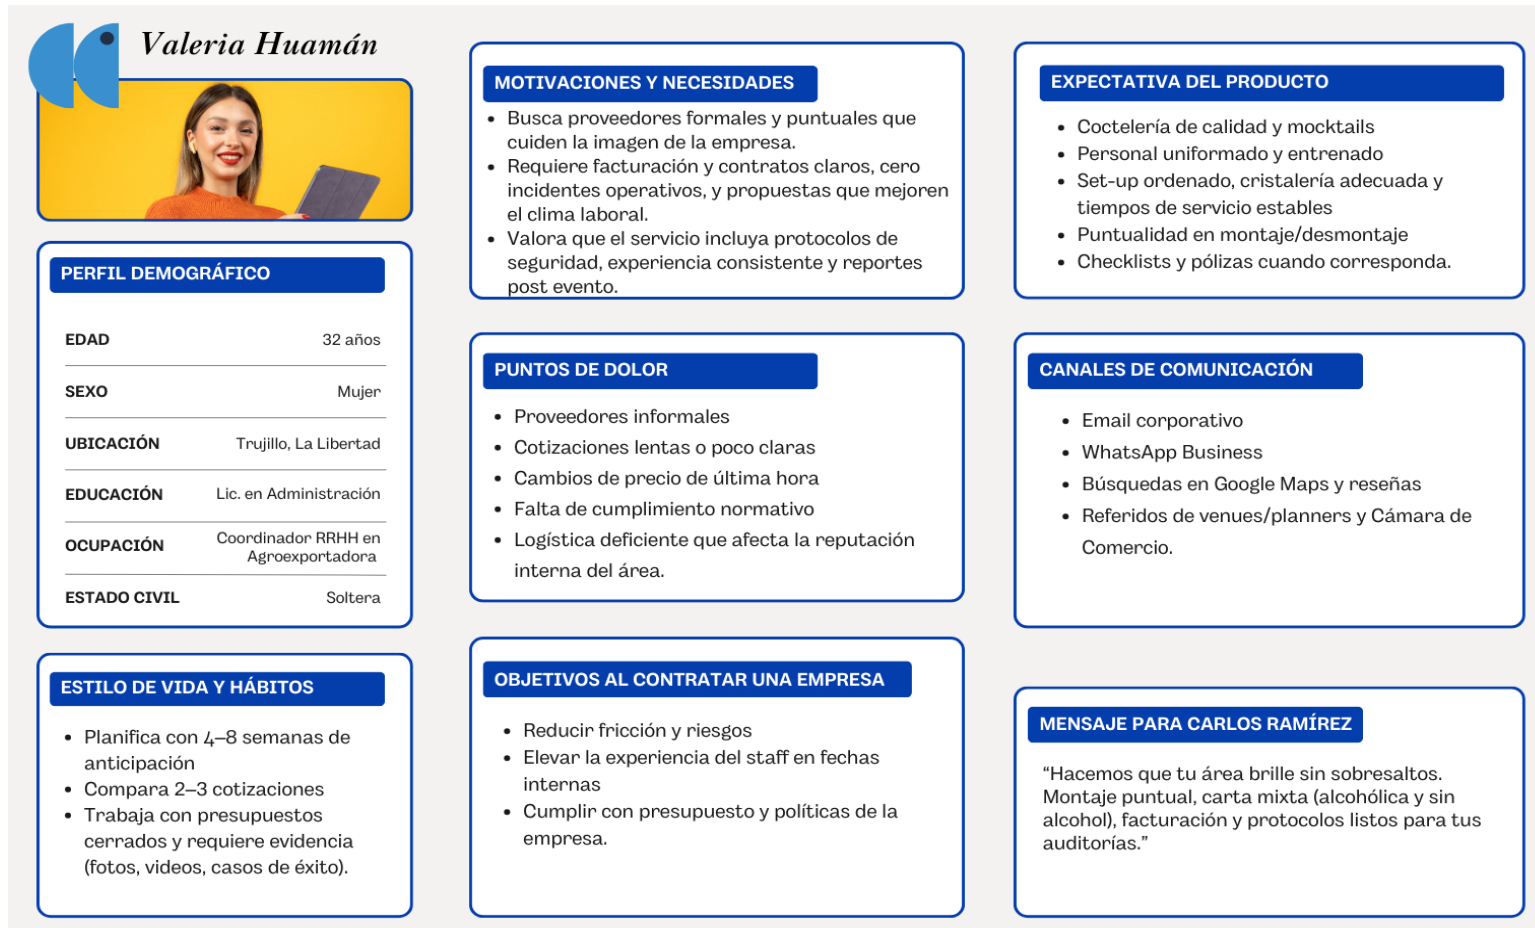 Valeria Huamán
PERFIL DEMOGRÁFICO
EDAD 32 años
SEXO Mujer
UBICACIÓN Trujillo, La Libertad
EDUCACIÓN Lic. en Administración
OCUPACIÓN Coordinador RRHH en
Agroexportadora
ESTADO CIVIL Soltera
ESTILO DE VIDA Y HÁBITOS
• Planifica con 4–8 semanas de
anticipación
• Compara 2–3 cotizaciones
• Trabaja con presupuestos
cerrados y requiere evidencia
(fotos, videos, casos de éxito).
MOTIVACIONES Y NECESIDADES
• Busca proveedores formales y puntuales que
cuiden la imagen de la empresa.
• Requiere facturación y contratos claros, cero
incidentes operativos, y propuestas que mejoren
el clima laboral.
• Valora que el servicio incluya protocolos de
seguridad, experiencia consistente y reportes
post evento.
PUNTOS DE DOLOR
• Proveedores informales
• Cotizaciones lentas o poco claras
• Cambios de precio de última hora
• Falta de cumplimiento normativo
• Logística deficiente que afecta la reputación
interna del área.
OBJETIVOS AL CONTRATAR UNA EMPRESA
• Reducir fricción y riesgos
• Elevar la experiencia del staff en fechas
internas
• Cumplir con presupuesto y políticas de la
empresa.
EXPECTATIVA DEL PRODUCTO
• Coctelería de calidad y mocktails
• Personal uniformado y entrenado
• Set-up ordenado, cristalería adecuada y
tiempos de servicio estables
• Puntualidad en montaje/desmontaje
• Checklists y pólizas cuando corresponda.
CANALES DE COMUNICACIÓN
• Email corporativo
• WhatsApp Business
• Búsquedas en Google Maps y reseñas
• Referidos de venues/planners y Cámara de
Comercio.
MENSAJE PARA CARLOS RAMÍREZ
“Hacemos que tu área brille sin sobresaltos.
Montaje puntual, carta mixta (alcohólica y sin
alcohol), facturación y protocolos listos para tus
auditorías.”